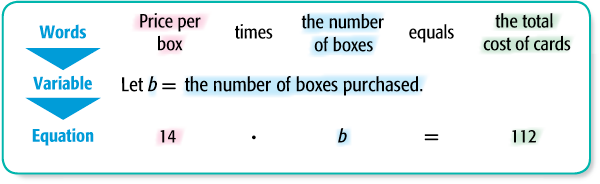 Words Price per box times the number of boxes equals the total cost of cards
Variable Let b = the number of boxes purchased.
Equation 14 · b = 112